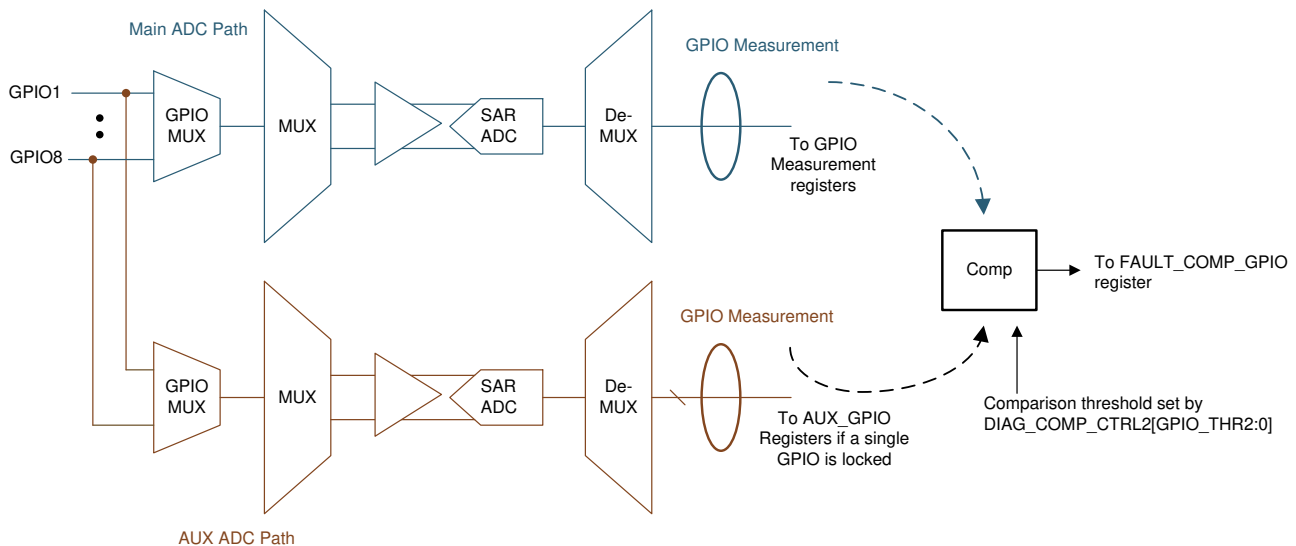 Main ADC Path
GPIO1
GPIO8
GPIO
MUX
MUX
SAR
ADC
De-
MUX
GPIO Measurement
To GPIO
Measurement
registers
Comp
To FAULT_COMP_GPIO
register
GPIO
MUX
MUX
SAR
ADC
De-
MUX
GPIO Measurement
To AUX_GPIO
Registers if a single
GPIO is locked
Comparison threshold set by
DIAG_COMP_CTRL2[GPIO_THR2:0]
AUX ADC Path